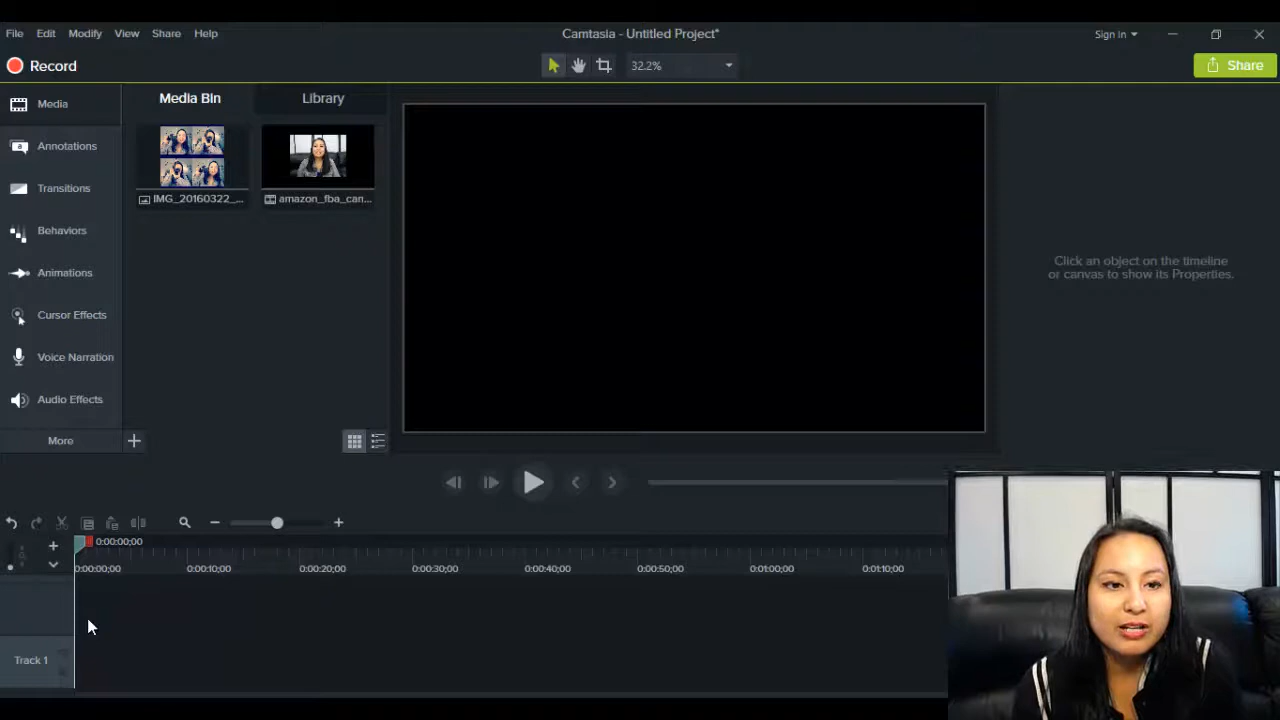 File Edit Modify View Share Help
Camtasia - Untitled Project*
Sign in
Record
32.2%
Share
Media
Media Bin
Library
Annotations
Transitions
IMG_20160322_...
amazon_fba_can...
Behaviors
Animations
Click an object on the timeline
or canvas to show its Properties.
Cursor Effects
Voice Narration
Audio Effects
More
0:00:00;00
0:00:00;00 0:00:10;00 0:00:20;00 0:00:30;00 0:00:40;00 0:00:50;00 0:01:00;00 0:01:10;00
Track 1